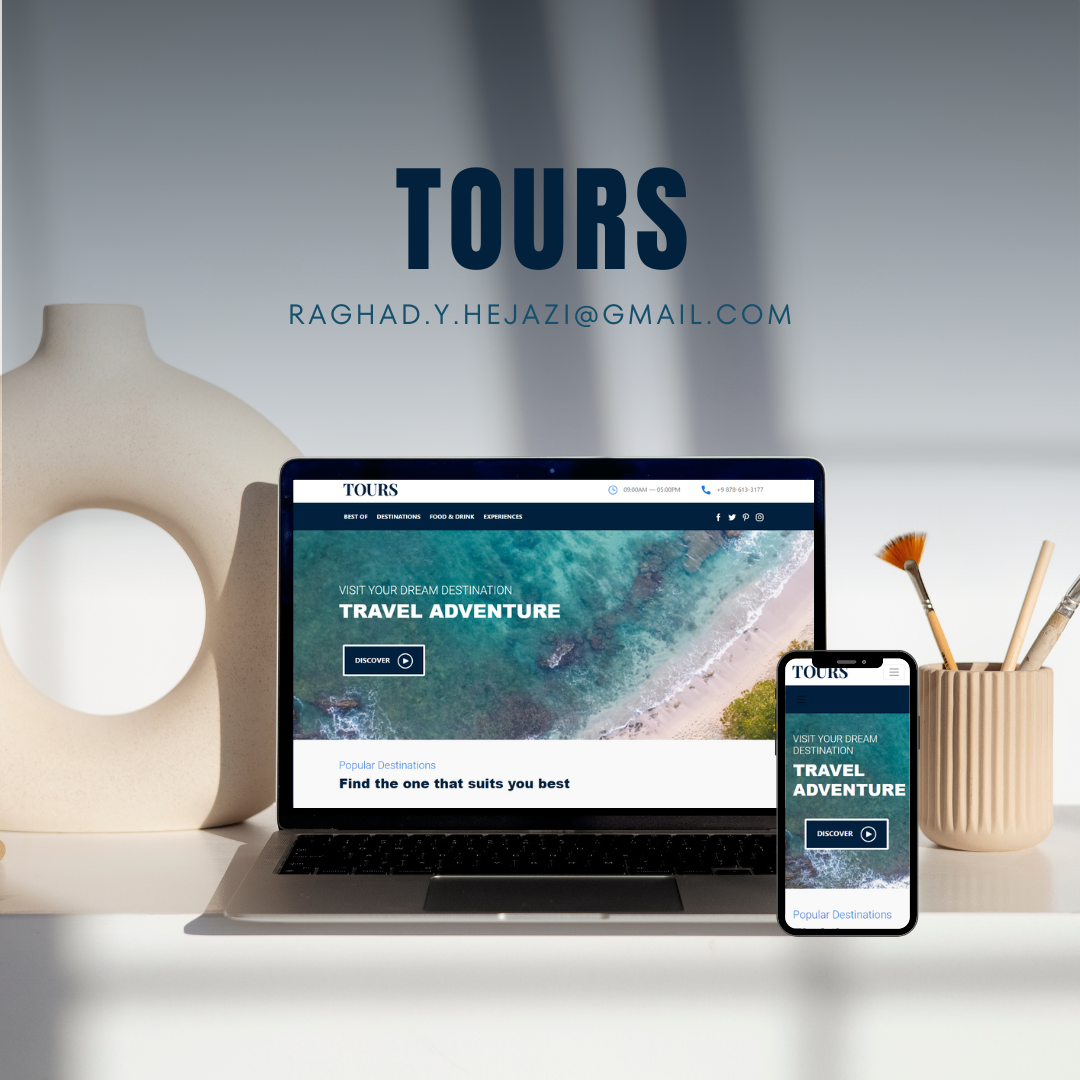 TOURS
RAGHAD.Y.HEJAZI@GMAIL.COM
TOURS
09:00AM — 05:00PM
+9 878-613-3177
BEST OF DESTINATIONS FOOD & DRINK EXPERIENCES
VISIT YOUR DREAM DESTINATION
TRAVEL ADVENTURE
DISCOVER
Popular Destinations
Find the one that suits you best
TOURS
VISIT YOUR DREAM
DESTINATION
TRAVEL
ADVENTURE
DISCOVER
Popular Destinations